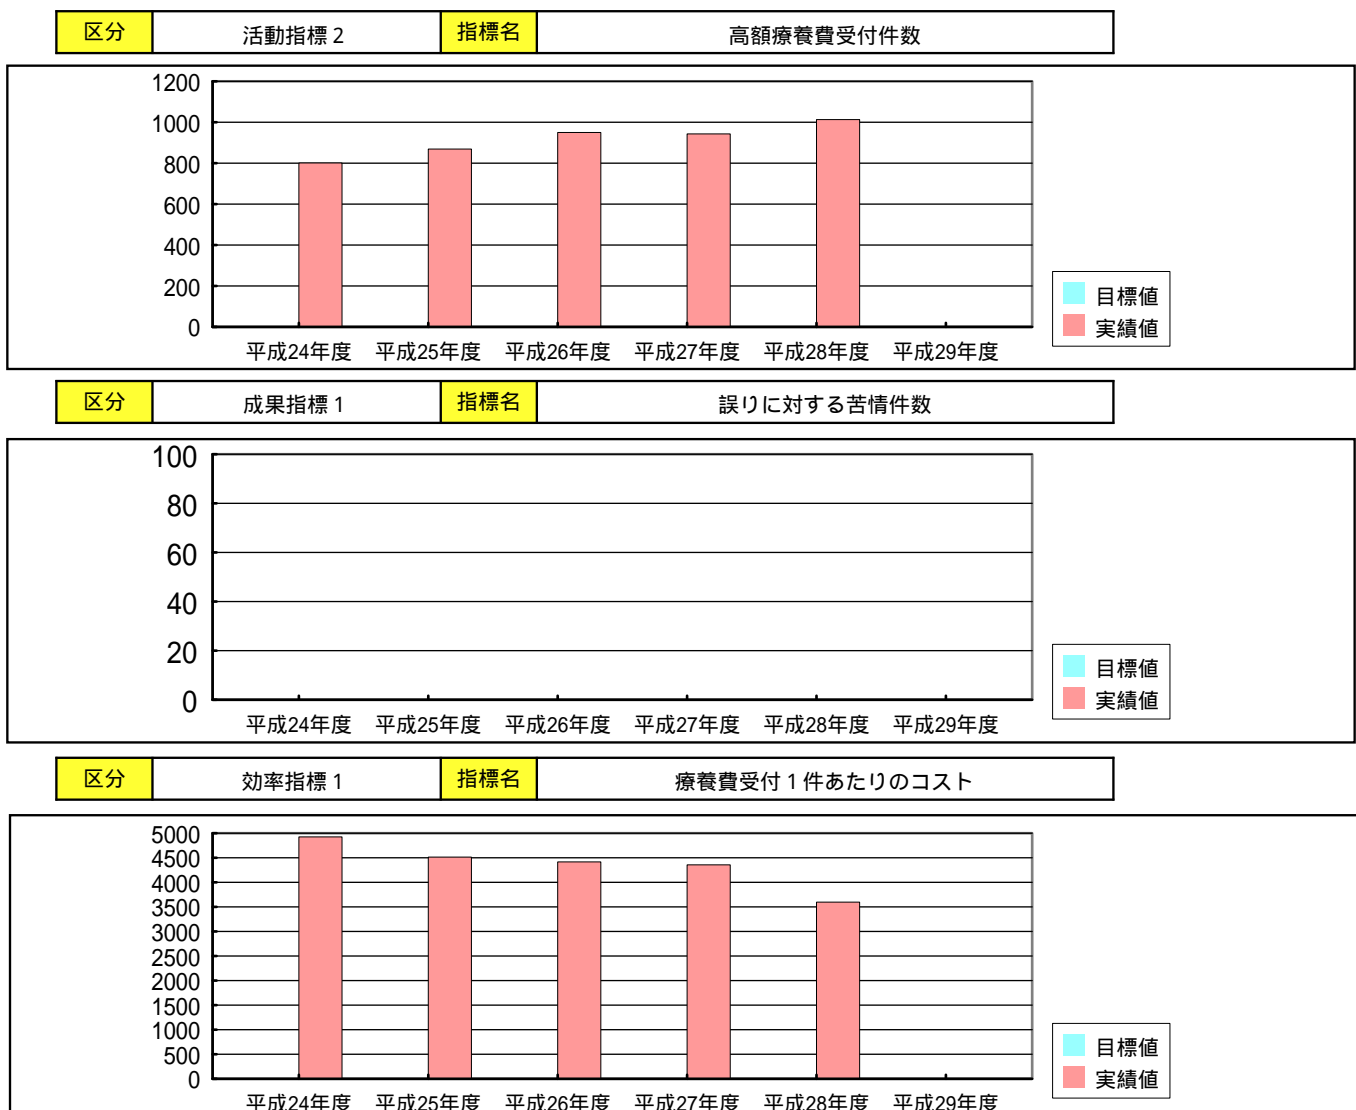 区分 活動指標2 指標名 高額療養費受付件数
1200
1000
800
600
400
200
0
平成24年度 平成25年度 平成26年度 平成27年度 平成28年度 平成29年度
目標値
実績値
区分 成果指標1 指標名 誤りに対する苦情件数
100
80
60
40
20
0
平成24年度 平成25年度 平成26年度 平成27年度 平成28年度 平成29年度
目標値
実績値
区分 効率指標1 指標名 療養費受付1件あたりのコスト
5000
4500
4000
3500
3000
2500
2000
1500
1000
500
0
平成24年度 平成25年度 平成26年度 平成27年度 平成28年度 平成29年度
目標値
実績値